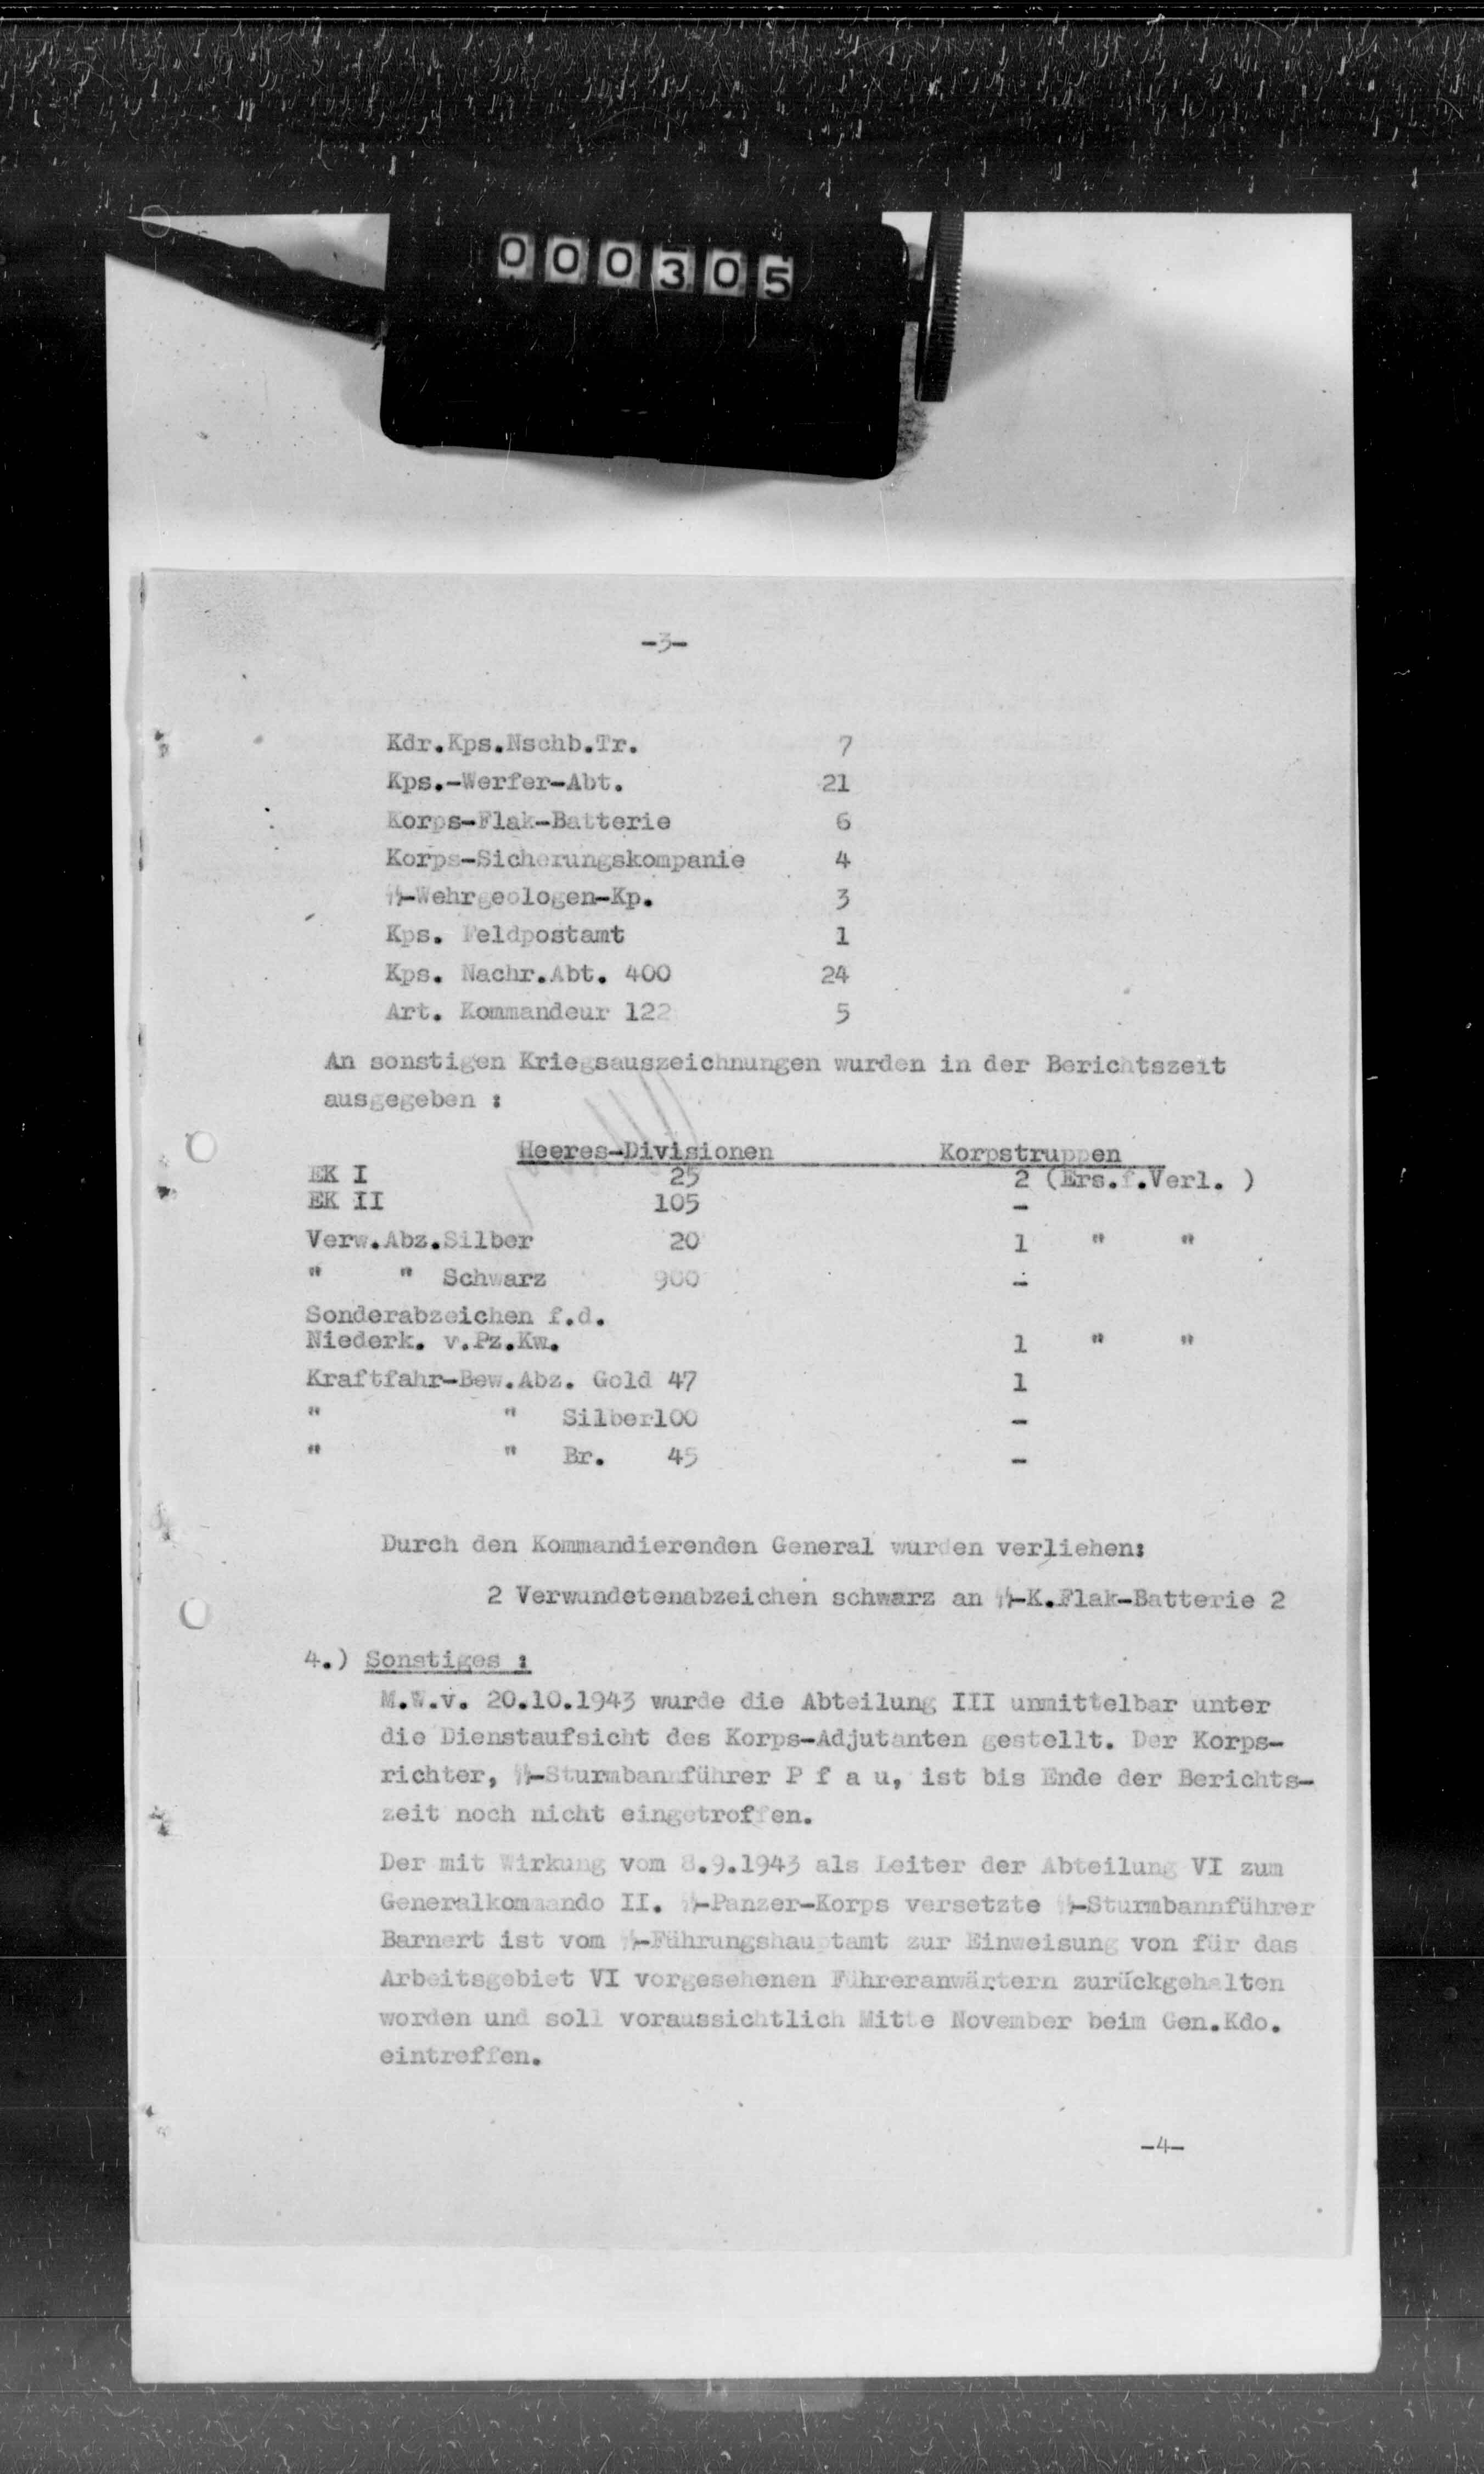 000305
-3-
Kdr.Kps.Nschb.Tr. 7
Kps.-Werfer-Abt. 21
Korps-Flak-Batterie 6
Korps-Sicherungskompanie 4
SS-Wehrgeologen-Kp. 3
Kps. Feldpostamt 1
Kps. Nachr.Abt. 400 24
Art. Kommandeur 122 5
An sonstigen Kriegsauszeichnungen wurden in der Berichtszeit
ausgegeben :
Heeres-Divisionen Korpstruppen
EK I 25 2 (Ers.f.Verl. )
EK II 105 -
Verw.Abz.Silber 20 1 " "
" " Schwarz 900 -
Sonderabzeichen f.d.
Niederk. v.Pz.Kw. 1 " "
Kraftfahr-Bew.Abz. Gold 47 1
" " Silber100 -
" " Br. 45 -
Durch den Kommandierenden General wurden verliehen:
2 Verwundetenabzeichen schwarz an SS-K.Flak-Batterie 2
4.) Sonstiges :
M.W.v. 20.10.1943 wurde die Abteilung III unmittelbar unter
die Dienstaufsicht des Korps-Adjutanten gestellt. Der Korps-
richter, SS-Sturmbannführer P f a u, ist bis Ende der Berichts-
zeit noch nicht eingetroffen.
Der mit Wirkung vom 8.9.1943 als Leiter der Abteilung VI zum
Generalkommando II. SS-Panzer-Korps versetzte SS-Sturmbannführer
Barnert ist vom SS-Führungshauptamt zur Einweisung von für das
Arbeitsgebiet VI vorgesehenen Führeranwärtern zurückgehalten
worden und soll voraussichtlich Mitte November beim Gen.Kdo.
eintreffen.
-4-